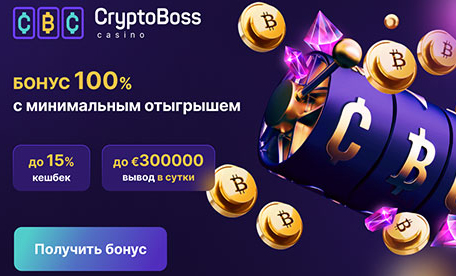 CryptoBoss
casino
БОНУС 100%
с минимальным отыгрышем
до 15%
кешбек
до €300000
вывод в сутки
Получить бонус